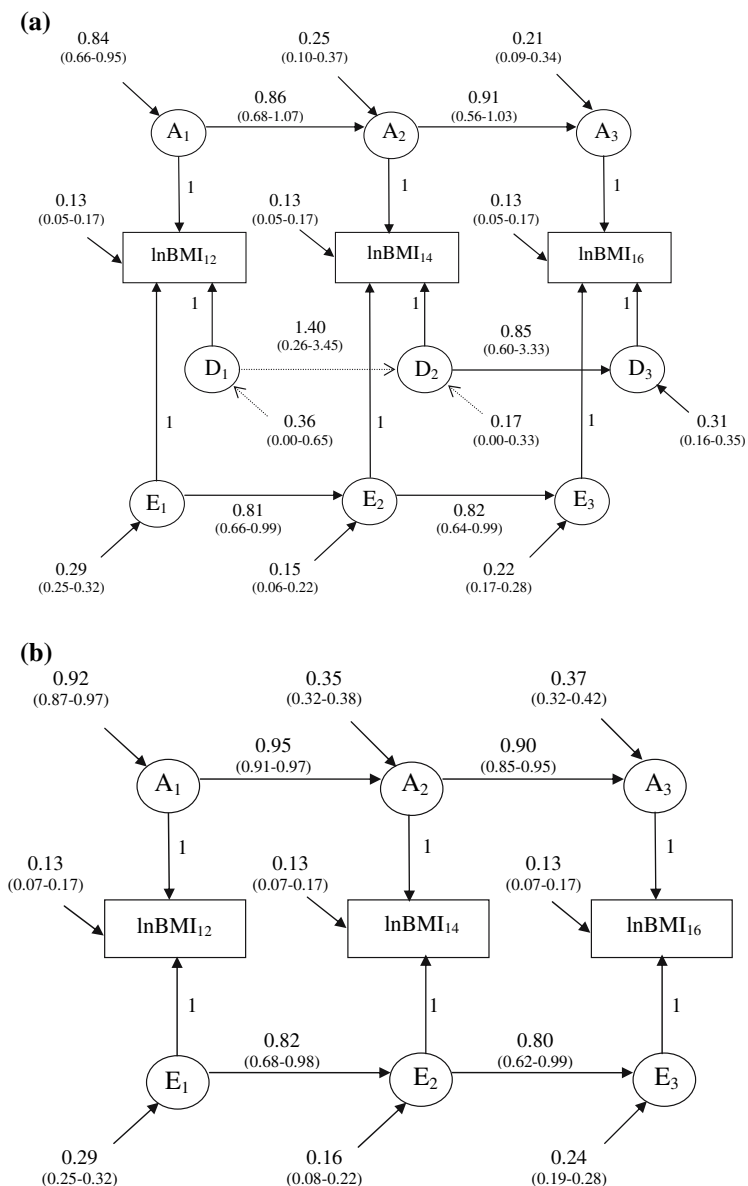 (a)
0.84 0.25 0.21
(0.66-0.95) (0.10-0.37) (0.09-0.34)
0.86 0.91
(0.68-1.07) (0.56-1.03)
A1 A2 A3
1 1 1
0.13 0.13 0.13
(0.05-0.17) (0.05-0.17) (0.05-0.17)
lnBMI12 lnBMI14 lnBMI16
1 1 1
1.40 0.85
(0.26-3.45) (0.60-3.33)
D1 D2 D3
0.36 0.17 0.31
(0.00-0.65) (0.00-0.33) (0.16-0.35)
1 1 1
E1 E2 E3
0.81 0.82
(0.66-0.99) (0.64-0.99)
0.29 0.15 0.22
(0.25-0.32) (0.06-0.22) (0.17-0.28)
(b)
0.92 0.35 0.37
(0.87-0.97) (0.32-0.38) (0.32-0.42)
0.95 0.90
(0.91-0.97) (0.85-0.95)
A1 A2 A3
1 1 1
0.13 0.13 0.13
(0.07-0.17) (0.07-0.17) (0.07-0.17)
lnBMI12 lnBMI14 lnBMI16
1 1 1
0.82 0.80
(0.68-0.98) (0.62-0.99)
E1 E2 E3
0.29 0.16 0.24
(0.25-0.32) (0.08-0.22) (0.19-0.28)